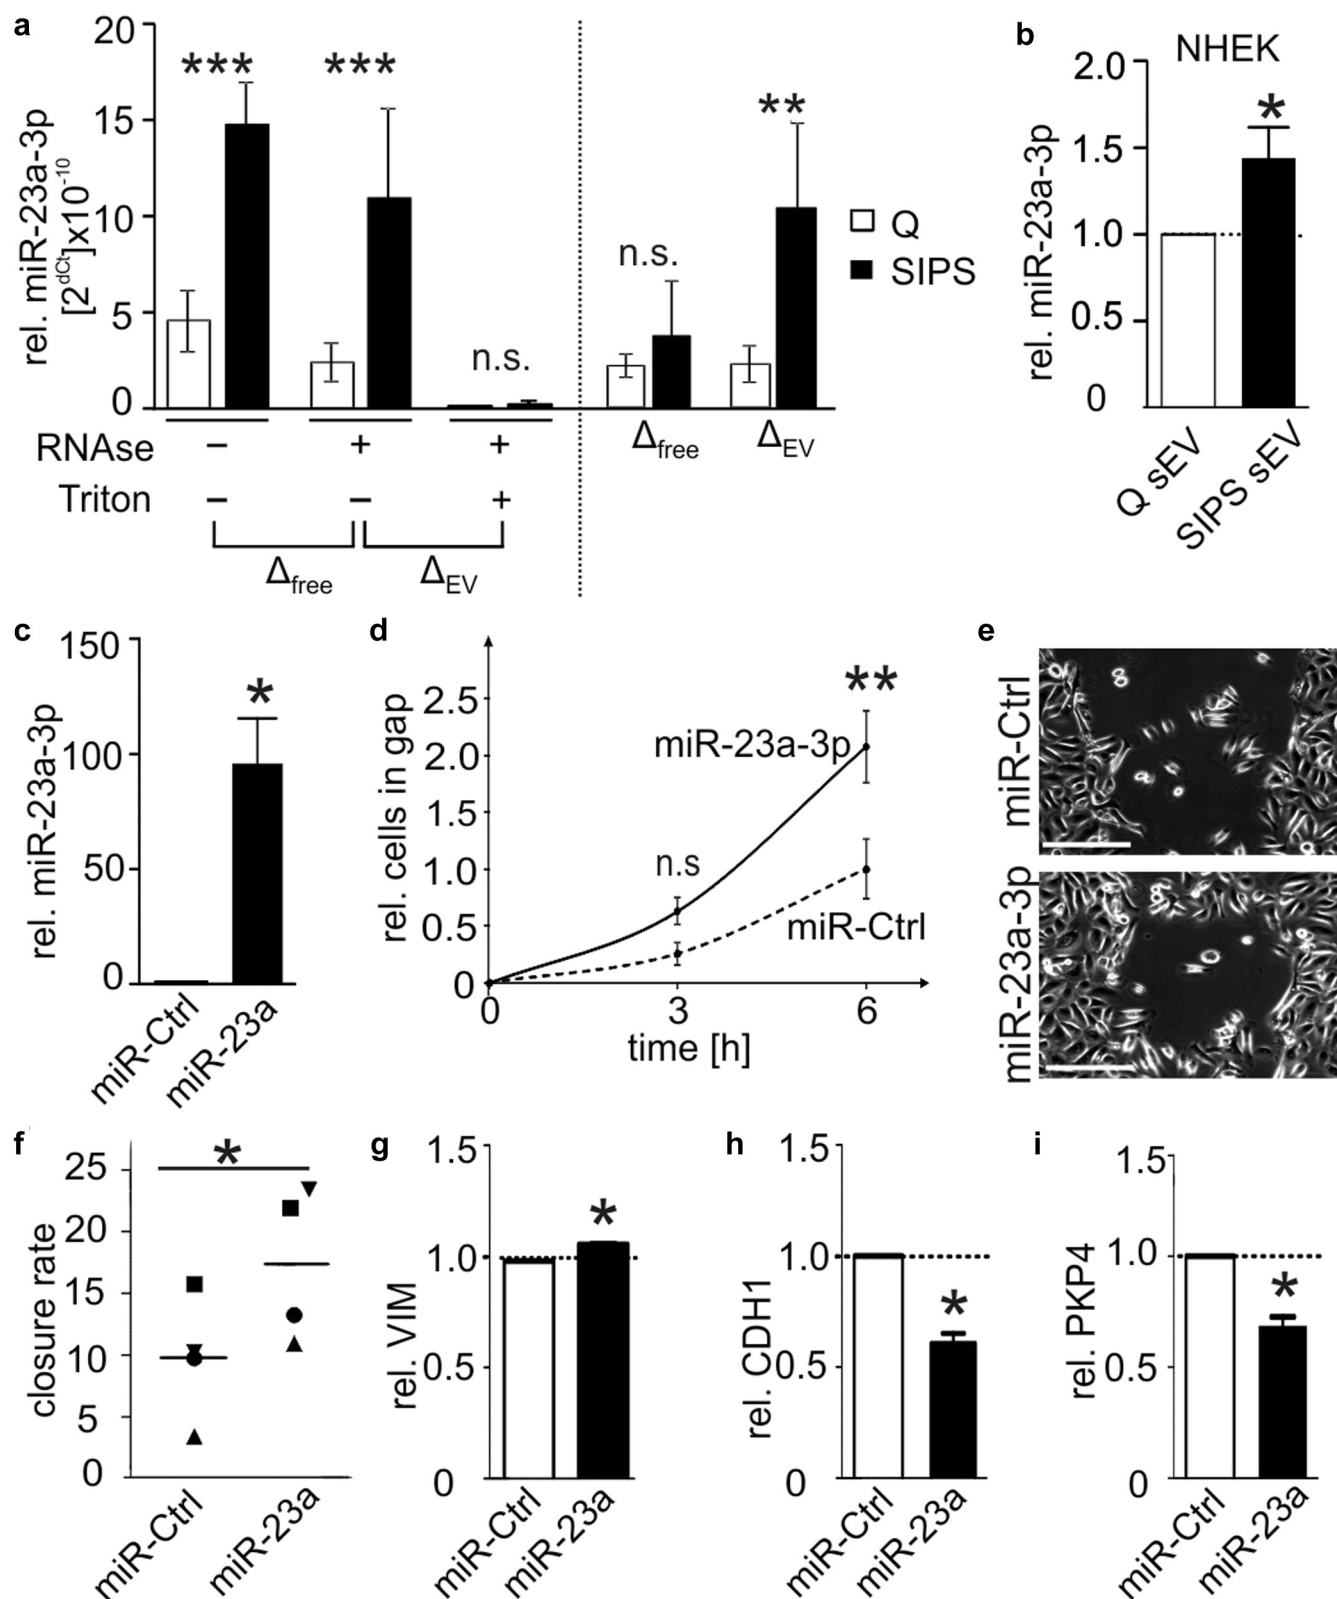 a
rel. miR-23a-3p
[2^dCt]x10^-10
20
15
10
5
0
***
***
n.s.
n.s.
**
Q
SIPS
RNAse
−
+
+
Triton
−
−
+
Δfree
ΔEV
Δfree
ΔEV
b
NHEK
rel. miR-23a-3p
2.0
1.5
1.0
0.5
0
*
Q sEV
SIPS sEV
c
rel. miR-23a-3p
150
100
50
0
*
miR-Ctrl
miR-23a
d
rel. cells in gap
2.5
2.0
1.5
1.0
0.5
0
**
miR-23a-3p
n.s
miR-Ctrl
0
3
6
time [h]
e
miR-Ctrl
miR-23a-3p
f
closure rate
25
20
15
10
5
0
*
miR-Ctrl
miR-23a
g
rel. VIM
1.5
1.0
0.5
0
*
miR-Ctrl
miR-23a
h
rel. CDH1
1.5
1.0
0.5
0
*
miR-Ctrl
miR-23a
i
rel. PKP4
1.5
1.0
0.5
0
*
miR-Ctrl
miR-23a